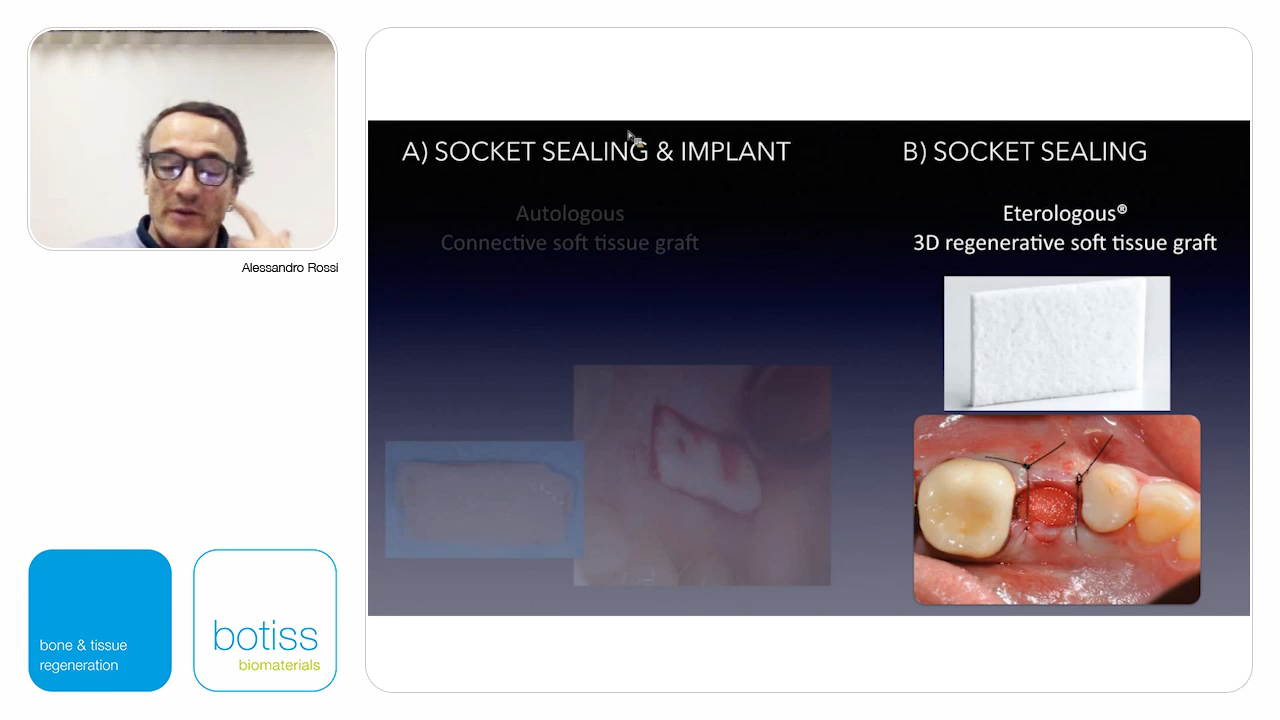 Alessandro Rossi
A) SOCKET SEALING & IMPLANT
Autologous
Connective soft tissue graft
B) SOCKET SEALING
Eterologous®
3D regenerative soft tissue graft
bone & tissue
regeneration
botiss
biomaterials